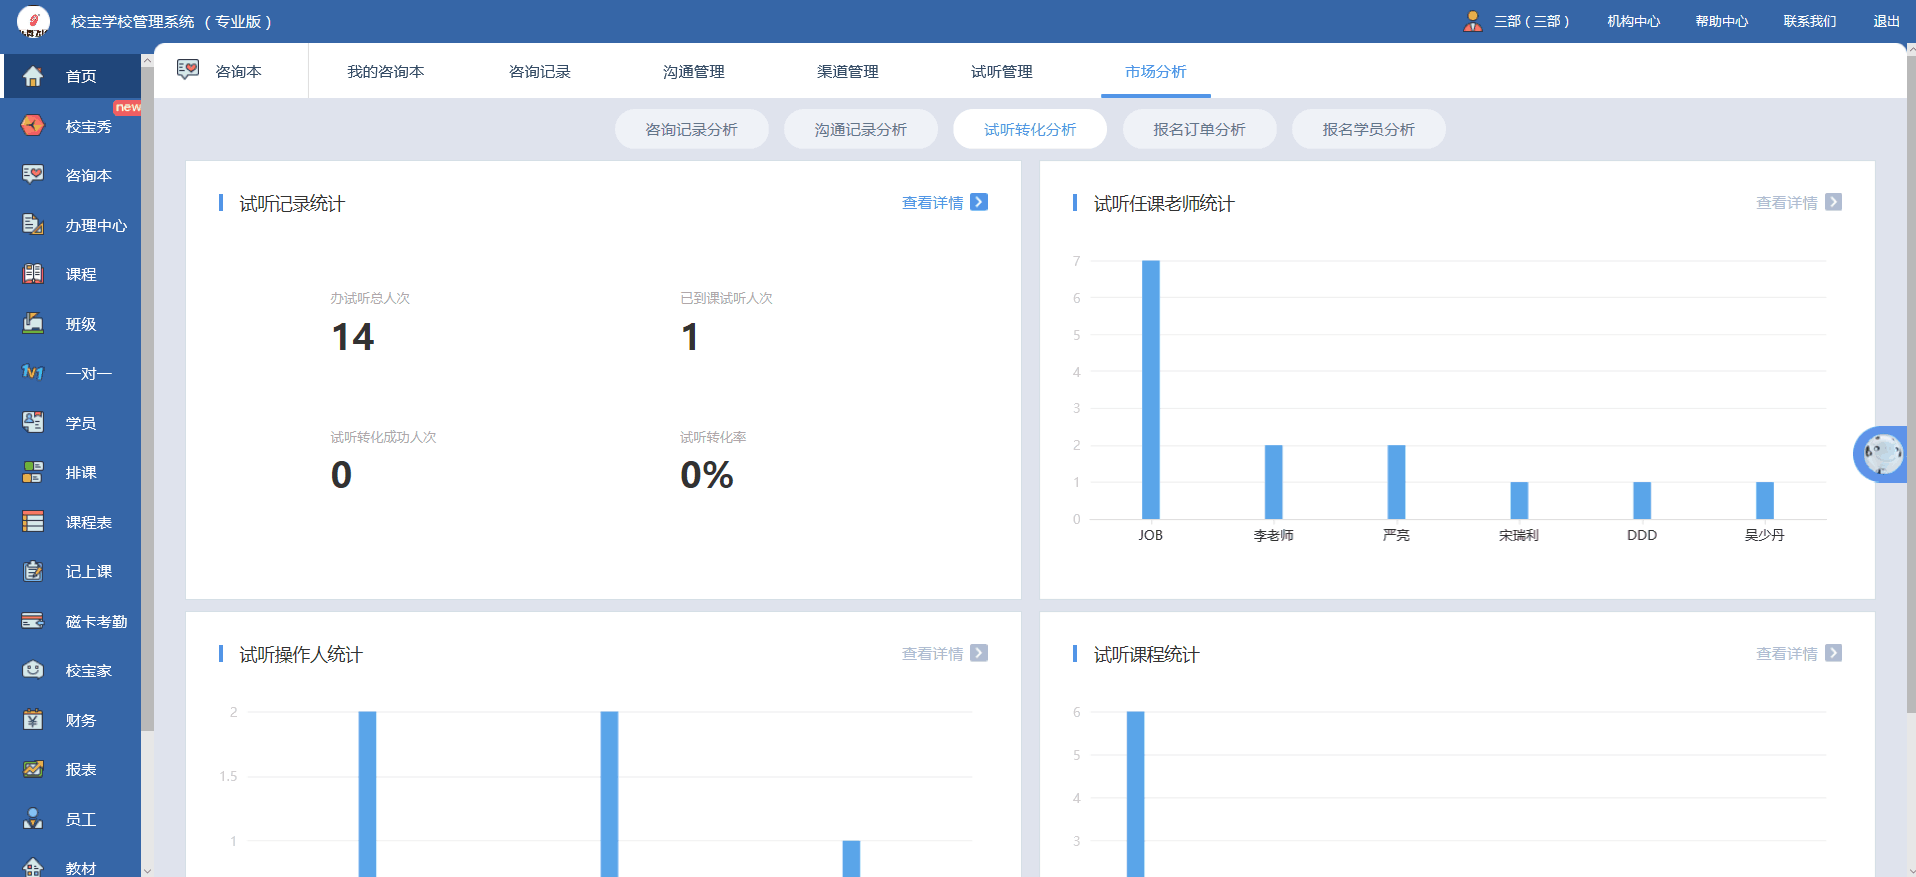 校宝学校管理系统 （专业版）
三部（三部）
机构中心
帮助中心
联系我们
退出
首页
new
校宝秀
咨询本
办理中心
课程
班级
1V1
一对一
学员
排课
课程表
记上课
磁卡考勤
校宝家
财务
报表
员工
教材
咨询本
我的咨询本
咨询记录
沟通管理
渠道管理
试听管理
市场分析
咨询记录分析
沟通记录分析
试听转化分析
报名订单分析
报名学员分析
试听记录统计
查看详情
办试听总人次
14
已到课试听人次
1
试听转化成功人次
0
试听转化率
0%
试听任课老师统计
查看详情
7
6
5
4
3
2
1
0
JOB
李老师
严亮
宋瑞利
DDD
吴少丹
试听操作人统计
查看详情
2
1.5
1
试听课程统计
查看详情
6
5
4
3